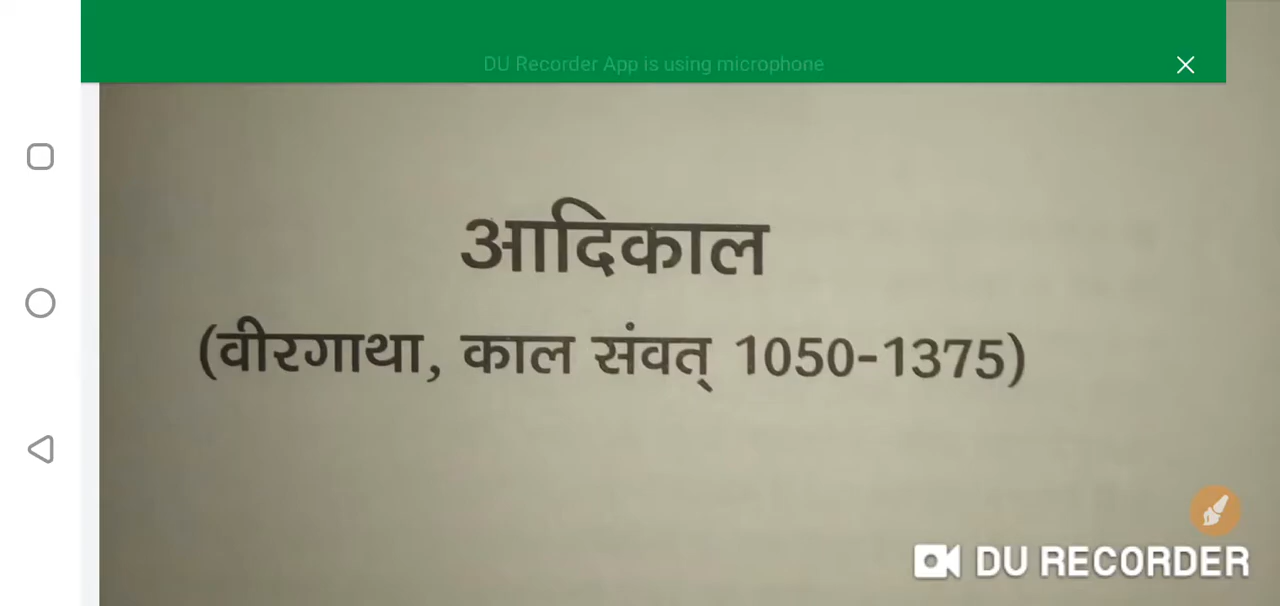 DU Recorder App is using microphone
आदिकाल
(वीरगाथा, काल संवत् 1050-1375)
DU RECORDER